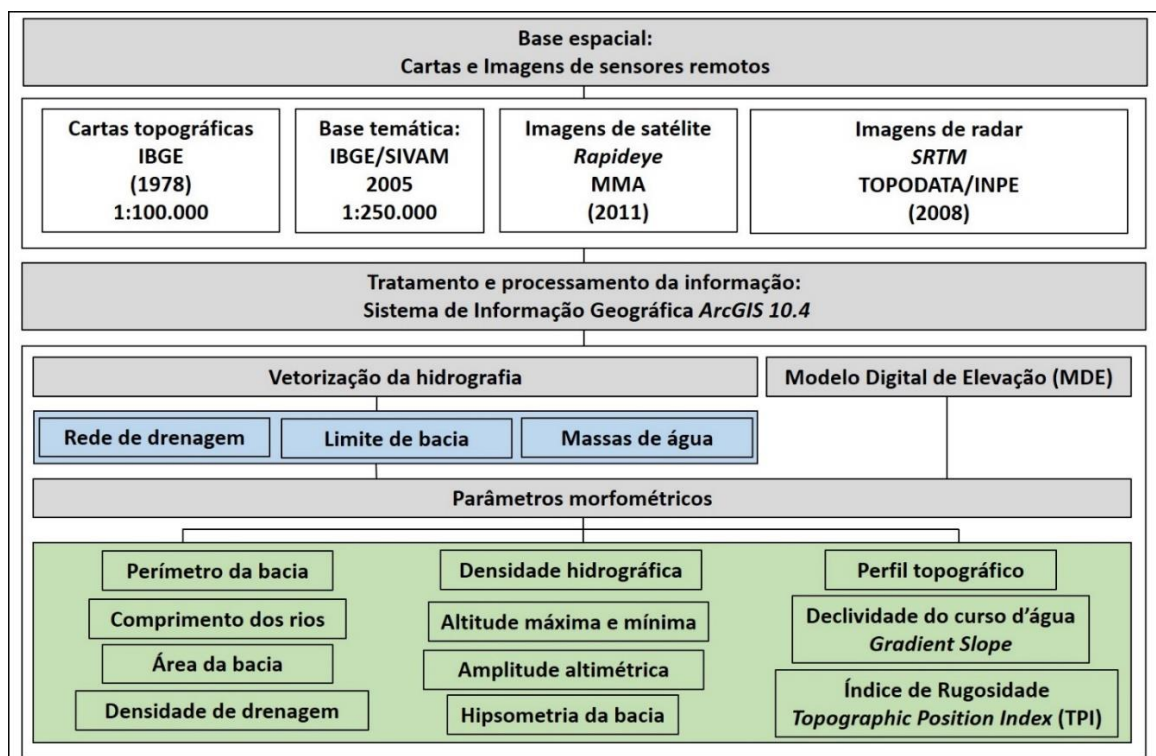 Base espacial:
Cartas e Imagens de sensores remotos
Cartas topográficas
IBGE
(1978)
1:100.000
Base temática:
IBGE/SIVAM
2005
1:250.000
Imagens de satélite
Rapideye
MMA
(2011)
Imagens de radar
SRTM
TOPODATA/INPE
(2008)
Tratamento e processamento da informação:
Sistema de Informação Geográfica ArcGIS 10.4
Vetorização da hidrografia
Modelo Digital de Elevação (MDE)
Rede de drenagem
Limite de bacia
Massas de água
Parâmetros morfométricos
Perímetro da bacia
Comprimento dos rios
Área da bacia
Densidade de drenagem
Densidade hidrográfica
Altitude máxima e mínima
Amplitude altimétrica
Hipsometria da bacia
Perfil topográfico
Declividade do curso d’água
Gradient Slope
Índice de Rugosidade
Topographic Position Index (TPI)